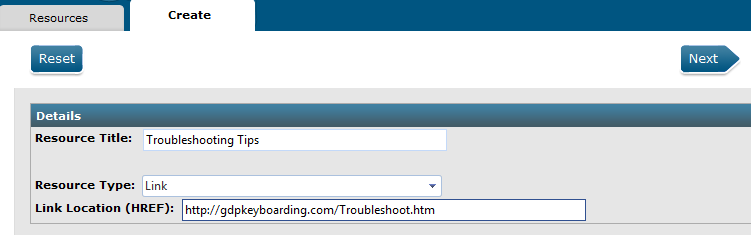 Resources Create
Reset Next
Details
Resource Title: Troubleshooting Tips
Resource Type: Link
Link Location (HREF): http://gdpkeyboarding.com/Troubleshoot.htm